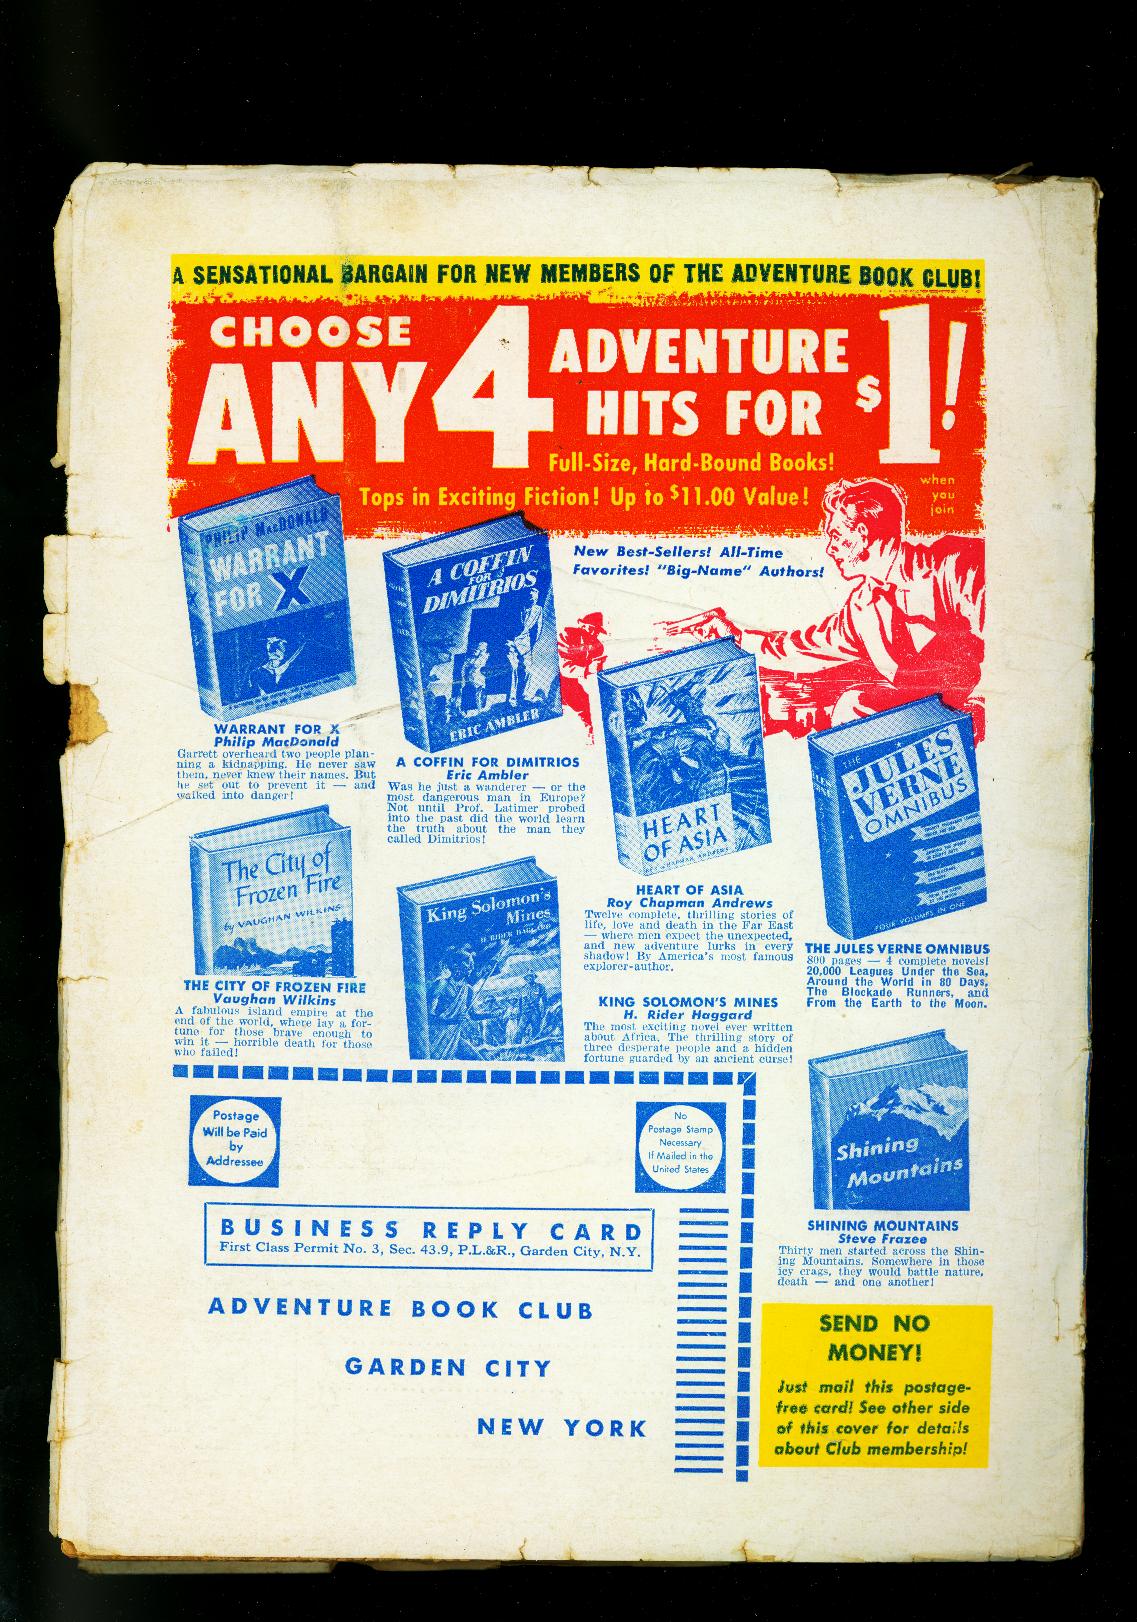 A SENSATIONAL BARGAIN FOR NEW MEMBERS OF THE ADVENTURE BOOK CLUB!
CHOOSE
ANY 4
ADVENTURE
HITS FOR
$1!
Full-Size, Hard-Bound Books!
Tops in Exciting Fiction! Up to $11.00 Value!
when
you
join
New Best-Sellers! All-Time
Favorites! "Big-Name" Authors!
PHILIP MacDONALD
WARRANT
FOR X
WARRANT FOR X
Philip MacDonald
Garrett overheard two people plan-
ning a kidnapping. He never saw
them, never knew their names. But
he set out to prevent it — and
walked into danger!
A COFFIN
FOR
DIMITRIOS
ERIC AMBLER
A COFFIN FOR DIMITRIOS
Eric Ambler
Was he just a wanderer — or the
most dangerous man in Europe?
Not until Prof. Latimer probed
into the past did the world learn
the truth about the man they
called Dimitrios!
HEART
OF ASIA
ROY CHAPMAN ANDREWS
HEART OF ASIA
Roy Chapman Andrews
Twelve complete, thrilling stories of
life, love and death in the Far East
— where men expect the unexpected,
and new adventure lurks in every
shadow! By America's most famous
explorer-author.
THE
JULES
VERNE
OMNIBUS
FOUR VOLUMES IN ONE
THE JULES VERNE OMNIBUS
800 pages — 4 complete novels!
20,000 Leagues Under the Sea,
Around the World in 80 Days,
The Blockade Runners, and
From the Earth to the Moon.
The City of
Frozen Fire
by VAUGHAN WILKINS
THE CITY OF FROZEN FIRE
Vaughan Wilkins
A fabulous island empire at the
end of the world, where lay a for-
tune for those brave enough to
win it — horrible death for those
who failed!
King Solomon's
Mines
H. RIDER HAGGARD
KING SOLOMON'S MINES
H. Rider Haggard
The most exciting novel ever written
about Africa. The thrilling story of
three desperate people and a hidden
fortune guarded by an ancient curse!
Shining
Mountains
SHINING MOUNTAINS
Steve Frazee
Thirty men started across the Shin-
ing Mountains. Somewhere in those
icy crags, they would battle nature,
death — and one another!
Postage
Will be Paid
by
Addressee
No
Postage Stamp
Necessary
If Mailed in the
United States
BUSINESS REPLY CARD
First Class Permit No. 3, Sec. 43.9, P.L.&R., Garden City, N.Y.
ADVENTURE BOOK CLUB
GARDEN CITY
NEW YORK
SEND NO
MONEY!
Just mail this postage-
free card! See other side
of this cover for details
about Club membership!